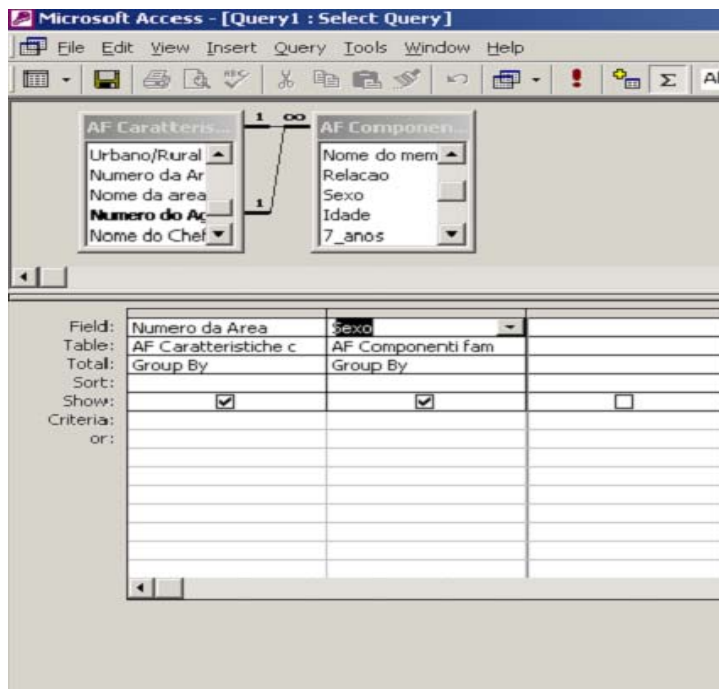 Microsoft Access - [Query1 : Select Query]
File Edit View Insert Query Tools Window Help
ABC Σ Al
1 ∞
AF Caratteris... AF Componen...
Urbano/Rural Nome do mem
Numero da Ar Relacao
Nome da area Sexo
Numero do Ag 1 Idade
Nome do Chef 7_anos
Field: Numero da Area Sexo
Table: AF Caratteristiche c AF Componenti fam
Total: Group By Group By
Sort:
Show:
Criteria:
or: